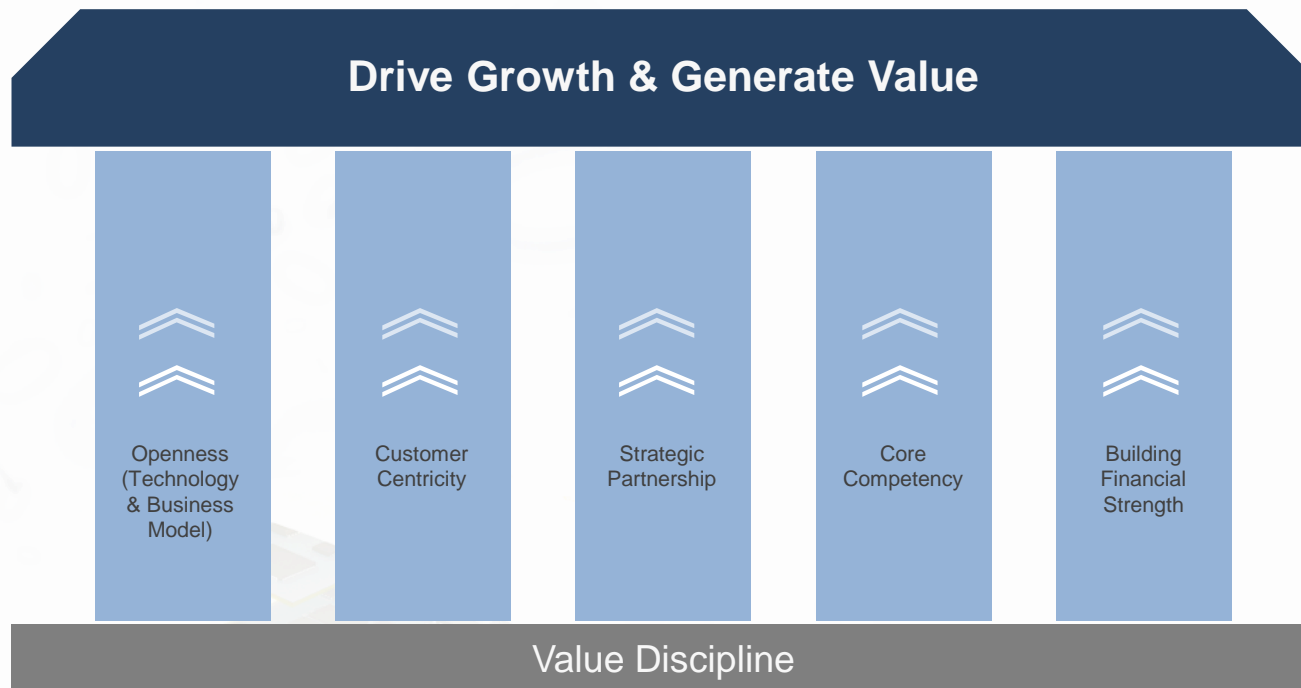 Drive Growth & Generate Value
Openness
(Technology
& Business
Model)
Customer
Centricity
Strategic
Partnership
Core
Competency
Building
Financial
Strength
Value Discipline